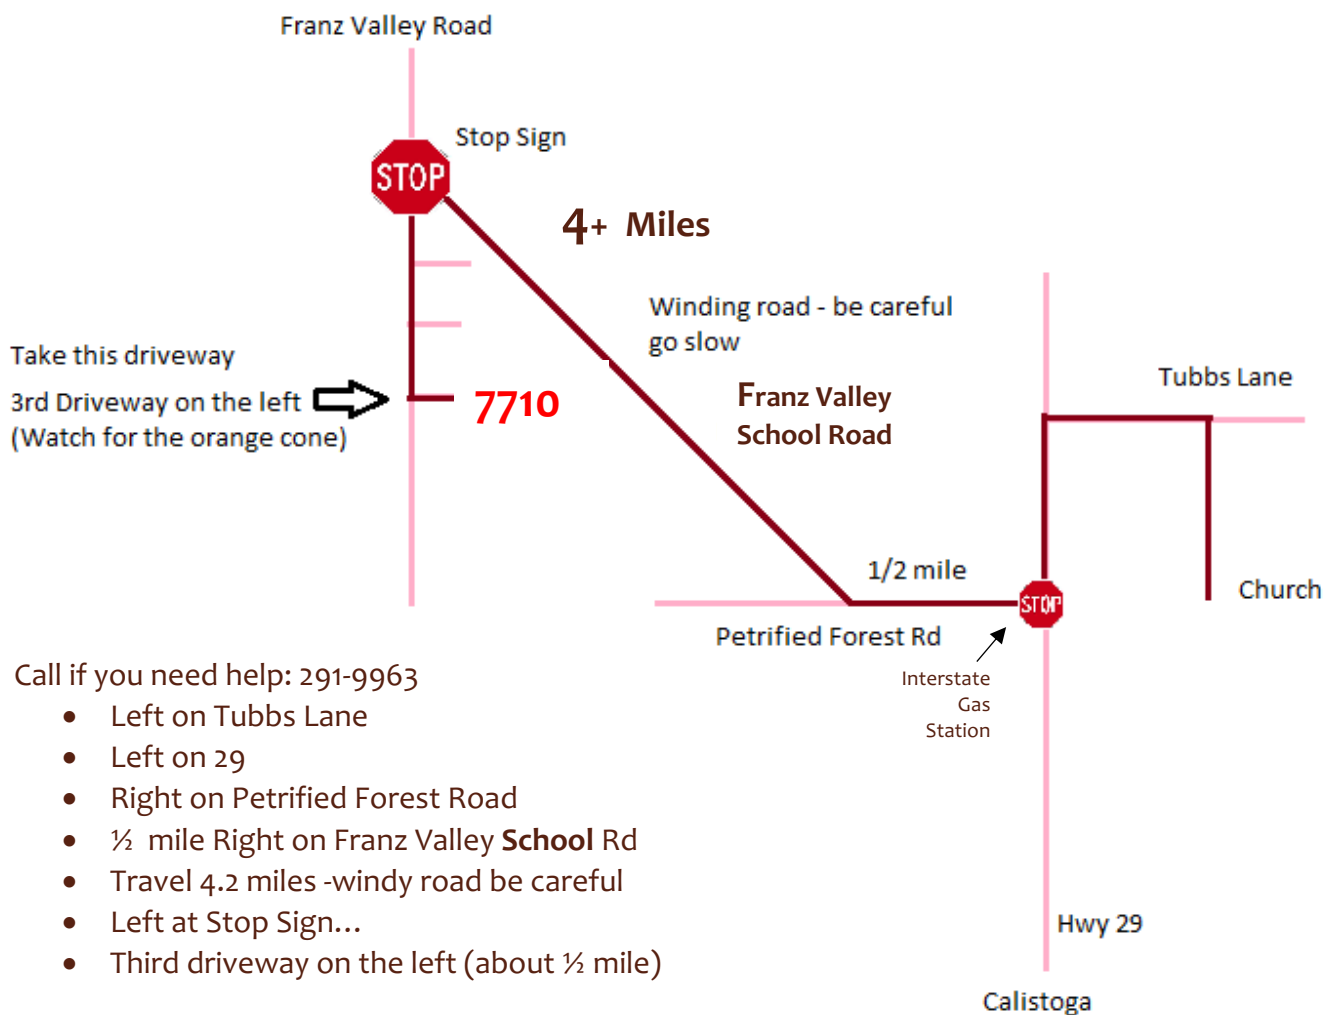 Franz Valley Road
Stop Sign
STOP
4+ Miles
Winding road - be careful
go slow
Take this driveway
3rd Driveway on the left
(Watch for the orange cone)
7710
Franz Valley
School Road
Tubbs Lane
1/2 mile
STOP
Church
Petrified Forest Rd
Interstate
Gas
Station
Call if you need help: 291-9963
• Left on Tubbs Lane
• Left on 29
• Right on Petrified Forest Road
• ½ mile Right on Franz Valley School Rd
• Travel 4.2 miles -windy road be careful
• Left at Stop Sign…
• Third driveway on the left (about ½ mile)
Hwy 29
Calistoga